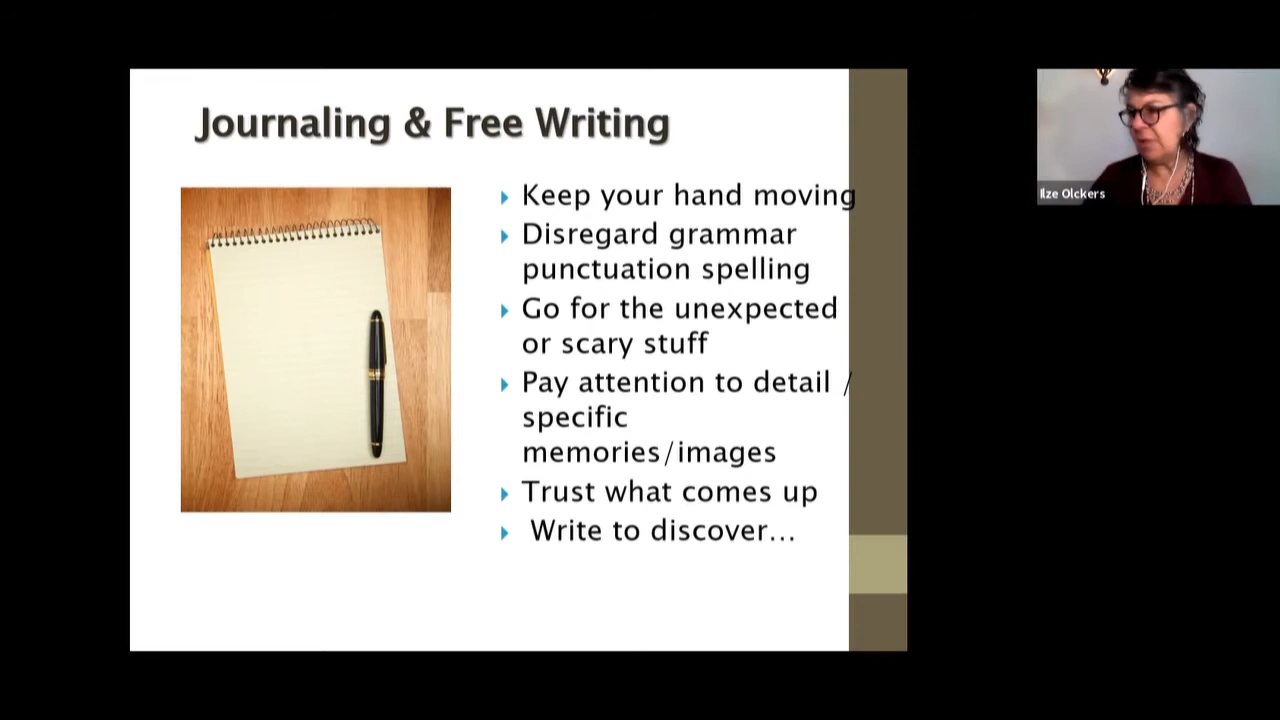 Journaling & Free Writing
Keep your hand moving
Disregard grammar
punctuation spelling
Go for the unexpected
or scary stuff
Pay attention to detail /
specific
memories/images
Trust what comes up
Write to discover...
Ilze Olckers